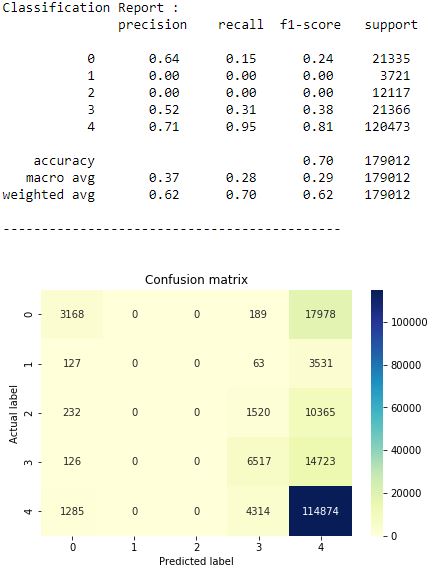 Classification Report :
precision recall f1-score support
0 0.64 0.15 0.24 21335
1 0.00 0.00 0.00 3721
2 0.00 0.00 0.00 12117
3 0.52 0.31 0.38 21366
4 0.71 0.95 0.81 120473
accuracy 0.70 179012
macro avg 0.37 0.28 0.29 179012
weighted avg 0.62 0.70 0.62 179012
-----------------------------------------
Confusion matrix
0 3168 0 0 189 17978
1 127 0 0 63 3531
2 232 0 0 1520 10365
3 126 0 0 6517 14723
4 1285 0 0 4314 114874
0 1 2 3 4
Predicted label
Actual label
100000
80000
60000
40000
20000
0